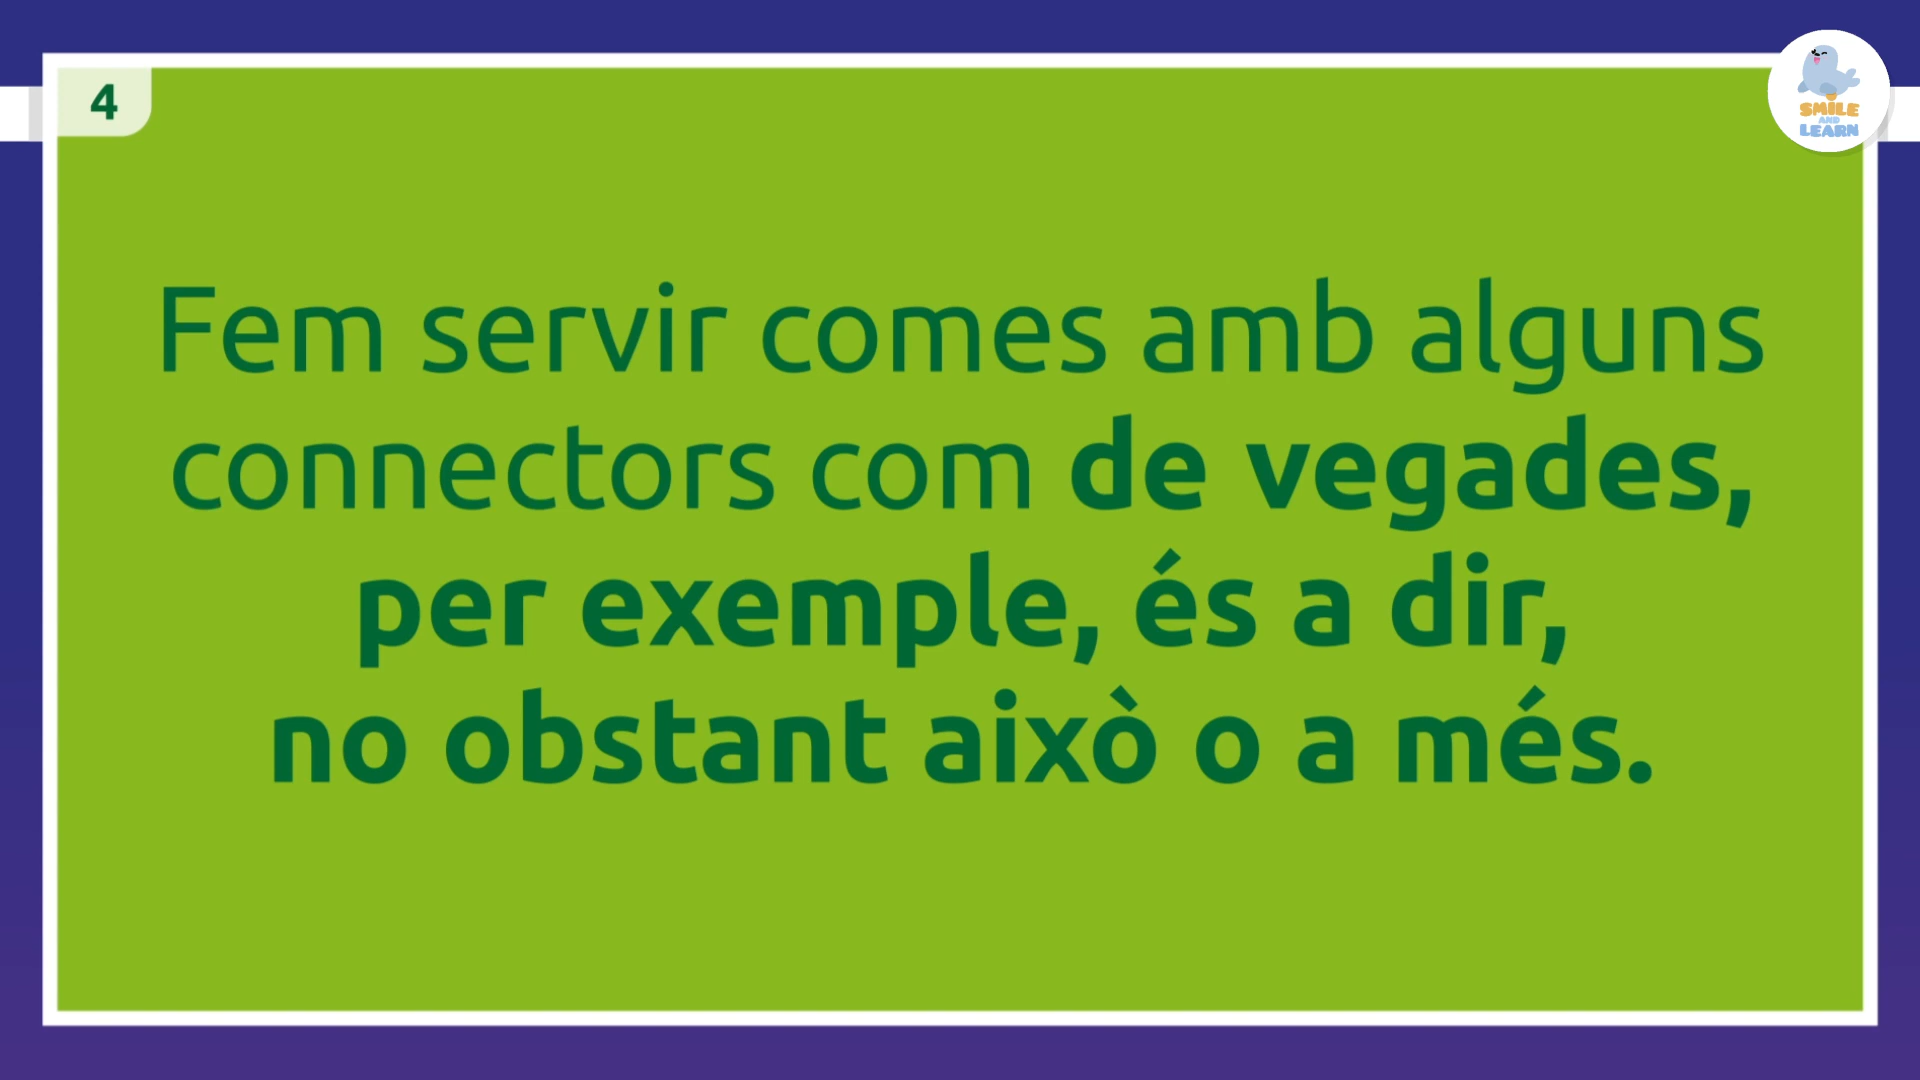 4
SMILE
AND
LEARN
Fem servir comes amb alguns
connectors com de vegades,
per exemple, és a dir,
no obstant això o a més.